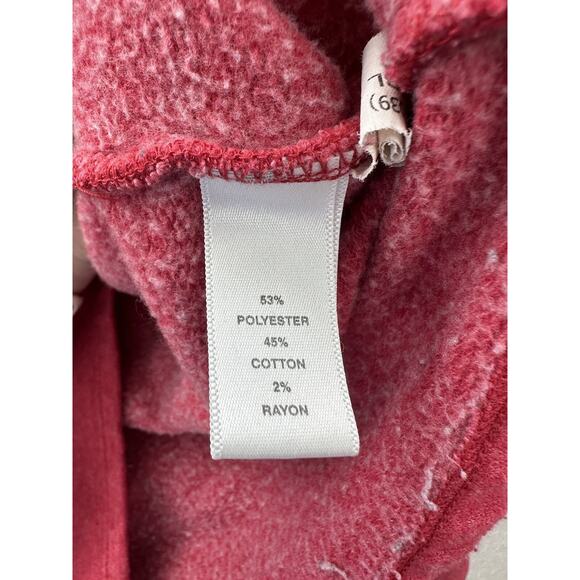 53%
POLYESTER
45%
COTTON
2%
RAYON